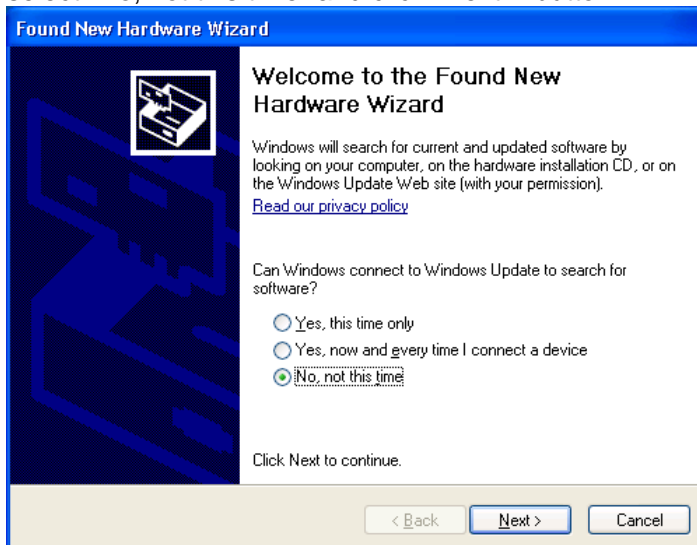 Found New Hardware Wizard
Welcome to the Found New
Hardware Wizard
Windows will search for current and updated software by
looking on your computer, on the hardware installation CD, or on
the Windows Update Web site (with your permission).
Read our privacy policy
Can Windows connect to Windows Update to search for
software?
Yes, this time only
Yes, now and every time I connect a device
No, not this time
Click Next to continue.
< Back Next > Cancel